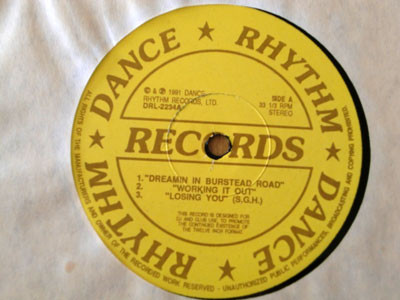 DANCE ★ RHYTHM ★ DANCE ★ RHYTHM ★
© & ℗ 1991 DANCE
RHYTHM RECORDS, LTD.
DRL-2234A
SIDE A
33 1/3 RPM
STEREO
RECORDS
1. "DREAMIN IN BURSTEAD/ROAD"
2. "WORKING IT OUT"
3. "LOSING YOU" (S.G.H.)
THIS RECORD IS DESIGNED FOR
DJ AND CLUB USE, TO PROMOTE
THE CONTINUED EXISTENCE OF
THE TWELVE INCH FORMAT.
ALL RIGHTS OF THE MANUFACTURERS AND OWNER OF THE RECORDED WORK RESERVED - UNAUTHORIZED PUBLIC PERFORMANCES, BROADCASTING AND COPYING PROHIBITED.